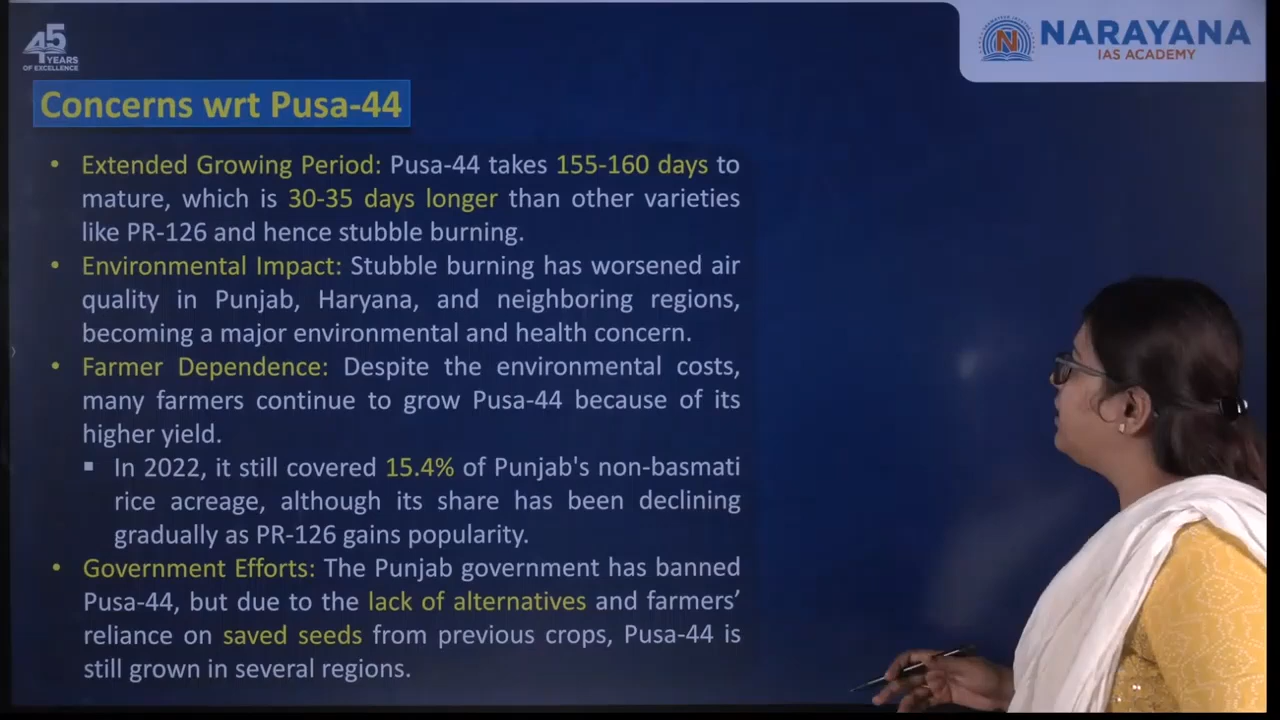 45
YEARS
OF EXCELLENCE
NARAYANA
IAS ACADEMY
N
Concerns wrt Pusa-44
• Extended Growing Period: Pusa-44 takes 155-160 days to
mature, which is 30-35 days longer than other varieties
like PR-126 and hence stubble burning.
• Environmental Impact: Stubble burning has worsened air
quality in Punjab, Haryana, and neighboring regions,
becoming a major environmental and health concern.
• Farmer Dependence: Despite the environmental costs,
many farmers continue to grow Pusa-44 because of its
higher yield.
▪ In 2022, it still covered 15.4% of Punjab's non-basmati
rice acreage, although its share has been declining
gradually as PR-126 gains popularity.
• Government Efforts: The Punjab government has banned
Pusa-44, but due to the lack of alternatives and farmers’
reliance on saved seeds from previous crops, Pusa-44 is
still grown in several regions.